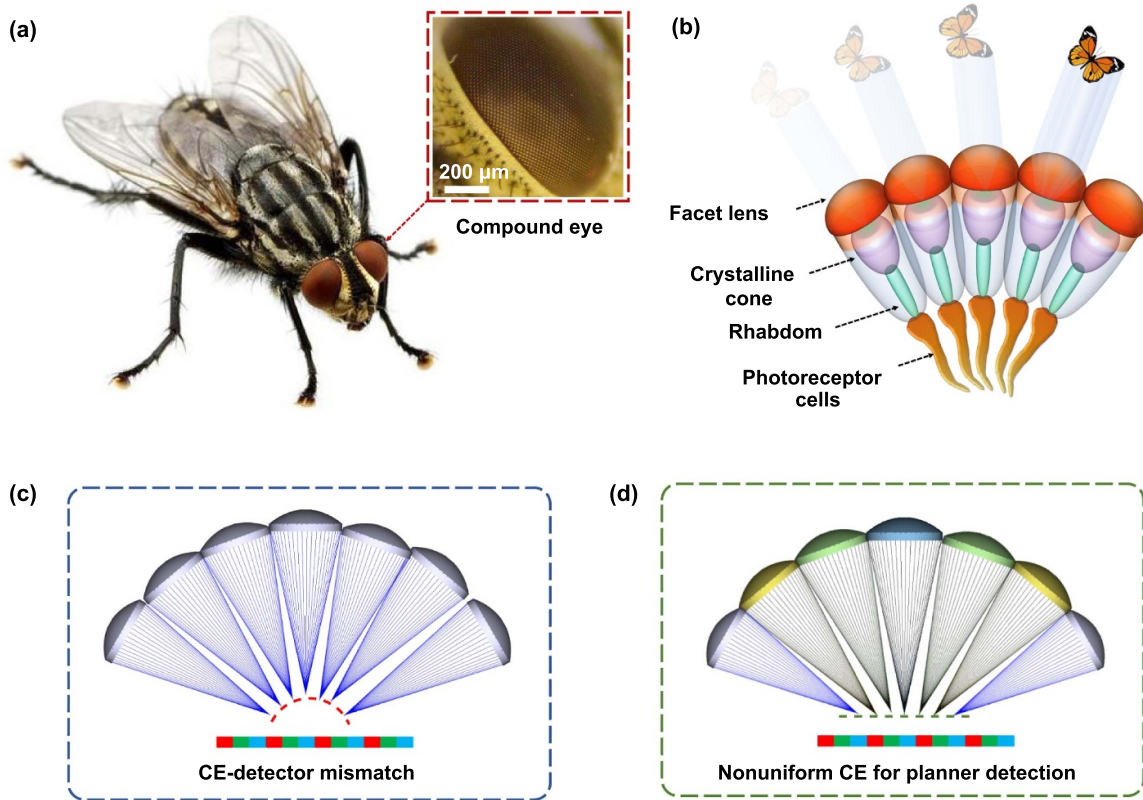 (a)
200 µm
Compound eye
(b)
Facet lens
Crystalline
cone
Rhabdom
Photoreceptor
cells
(c)
CE-detector mismatch
(d)
Nonuniform CE for planner detection